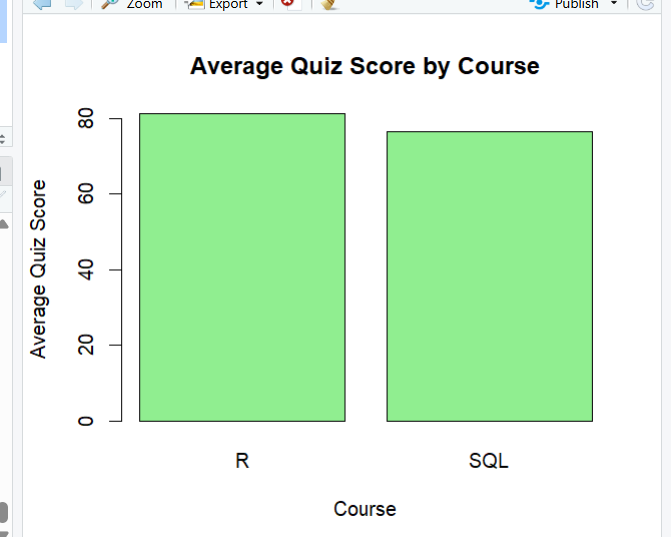 Zoom Export Publish
Average Quiz Score by Course
Average Quiz Score
80
60
40
20
0
R SQL
Course